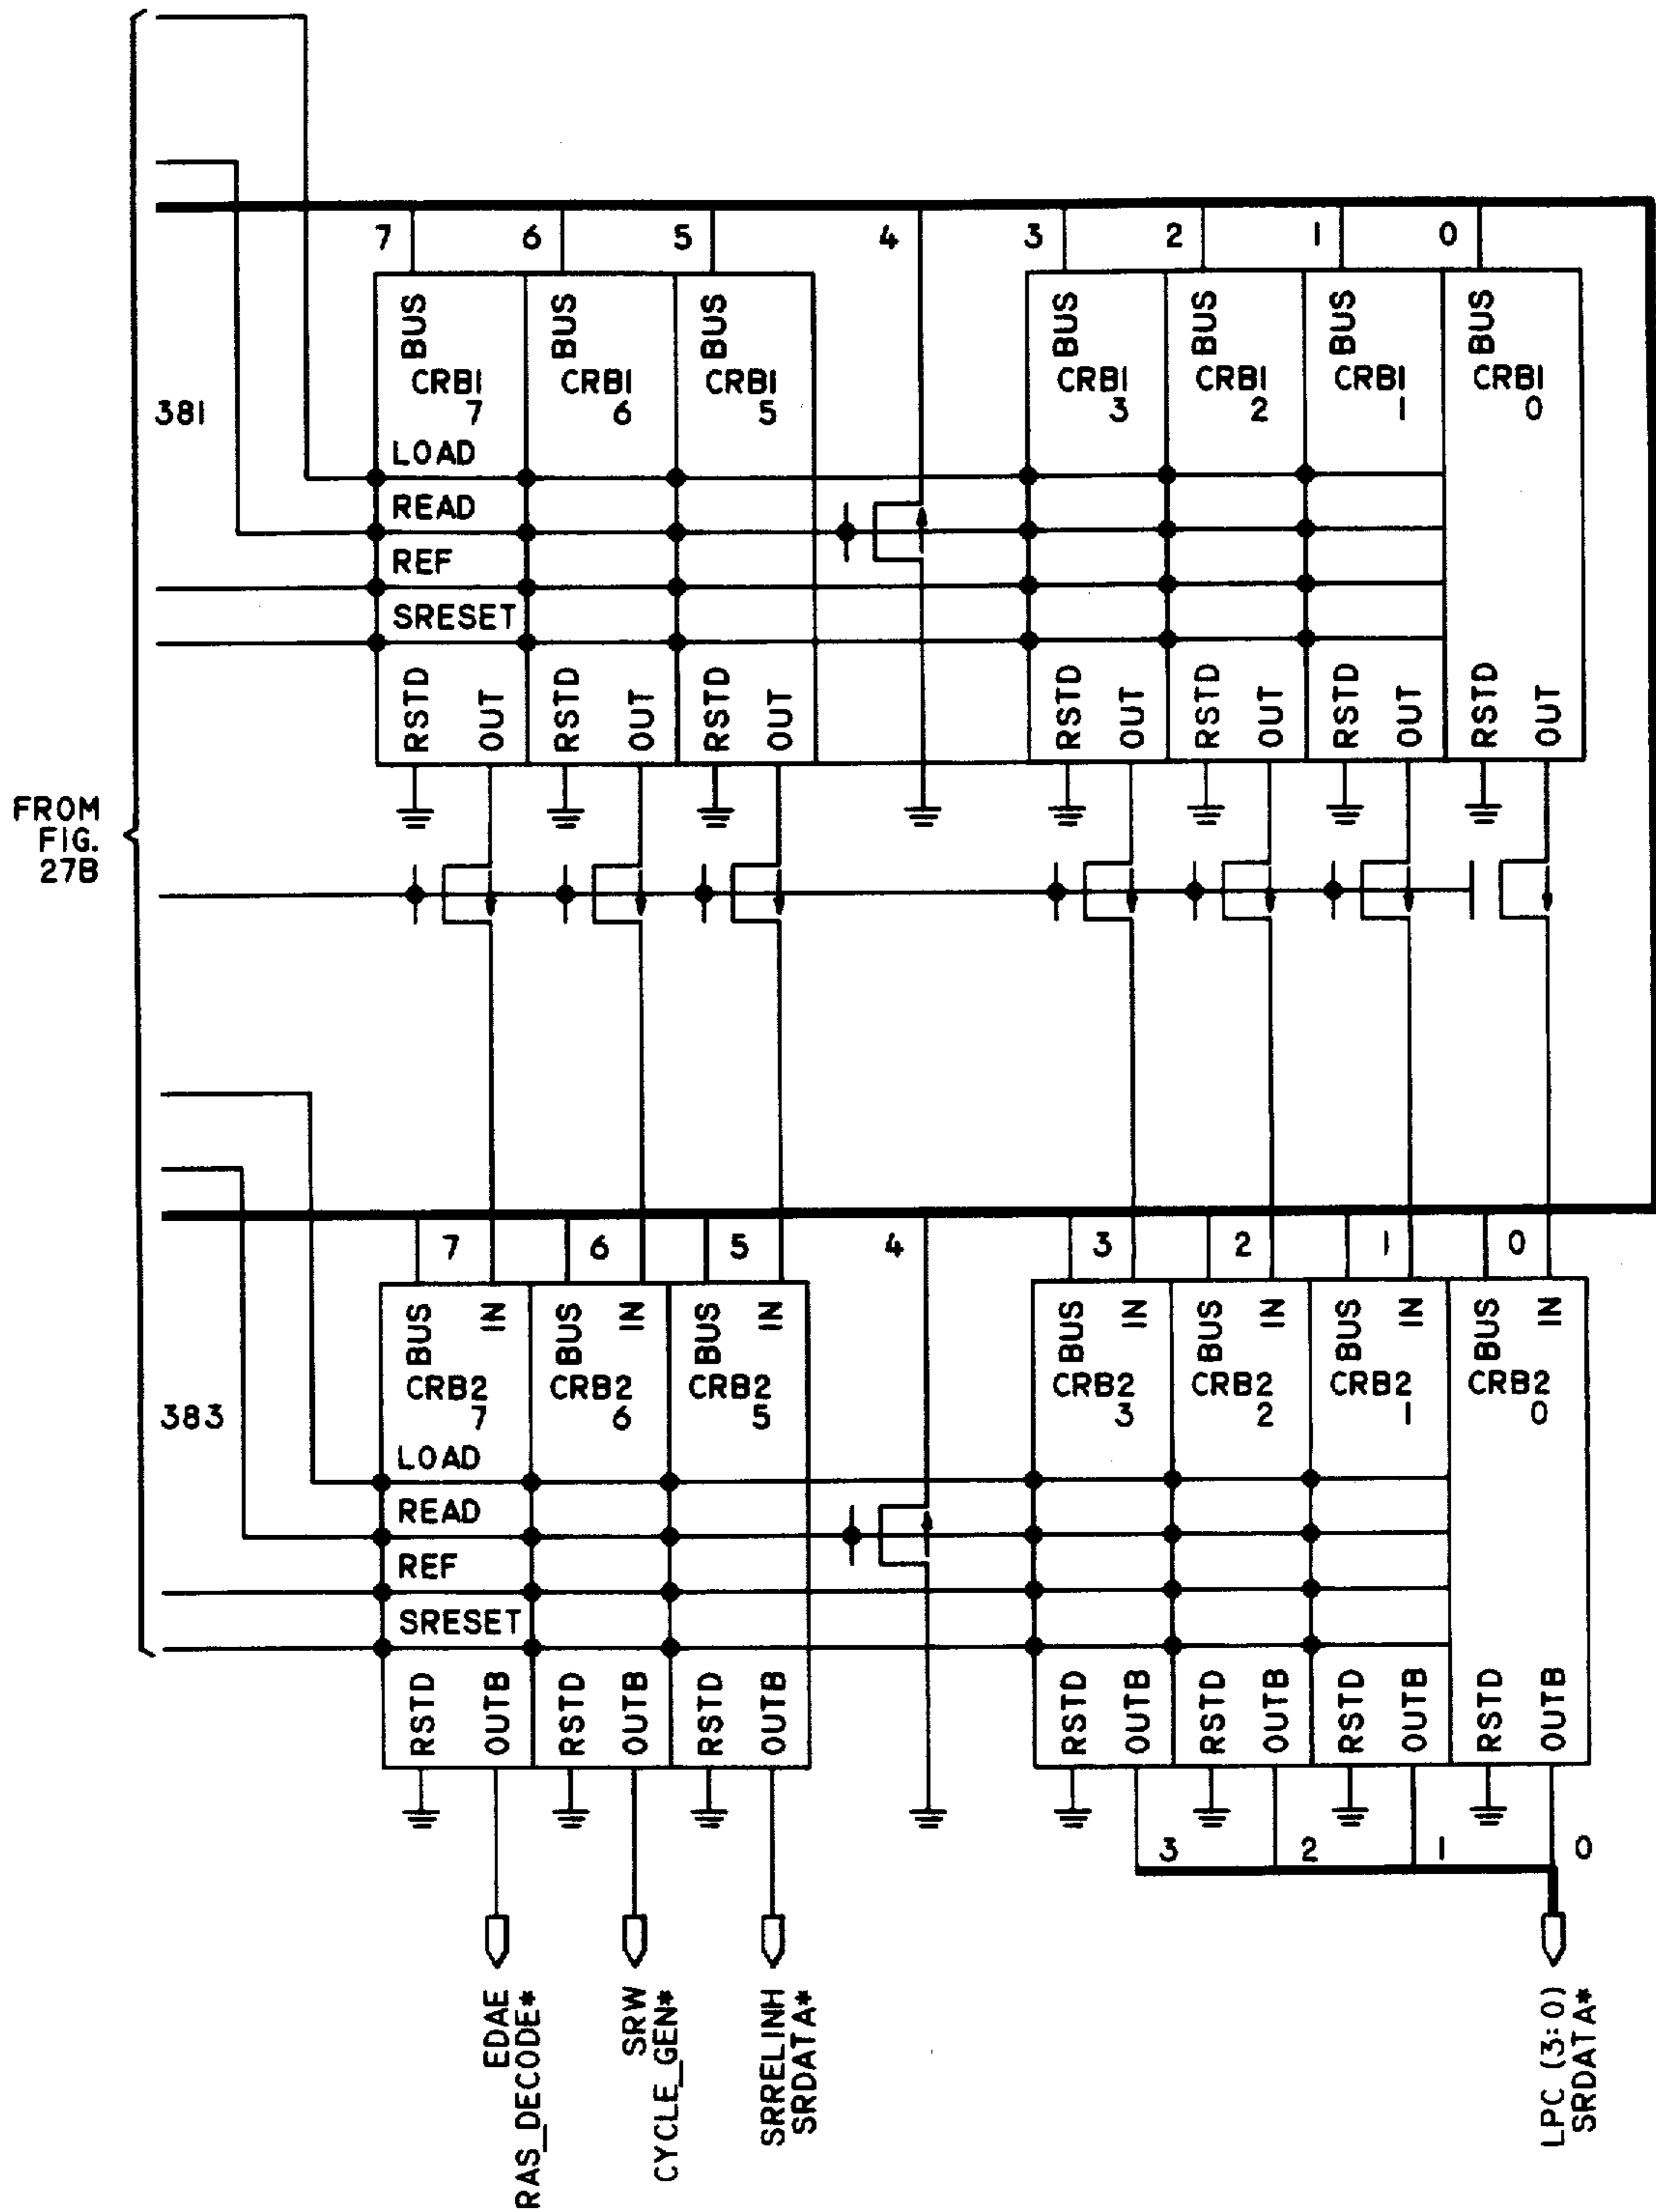 7 6 5 4 3 2 1 0
BUS BUS BUS BUS BUS BUS BUS
CRB1 CRB1 CRB1 CRB1 CRB1 CRB1 CRB1
7 6 5 3 2 1 0
381
LOAD
READ
REF
SRESET
RSTD OUT RSTD OUT RSTD OUT RSTD OUT RSTD OUT RSTD OUT RSTD OUT
FROM
FIG.
27B
7 6 5 4 3 2 1 0
BUS IN BUS IN BUS IN BUS IN BUS IN BUS IN BUS IN
CRB2 CRB2 CRB2 CRB2 CRB2 CRB2 CRB2
7 6 5 3 2 1 0
383
LOAD
READ
REF
SRESET
RSTD OUTB RSTD OUTB RSTD OUTB RSTD OUTB RSTD OUTB RSTD OUTB RSTD OUTB
3 2 1 0
EDAE
RAS_DECODE*
SRW
CYCLE_GEN*
SRRELINH
SRDATA*
LPC (3:0)
SRDATA*